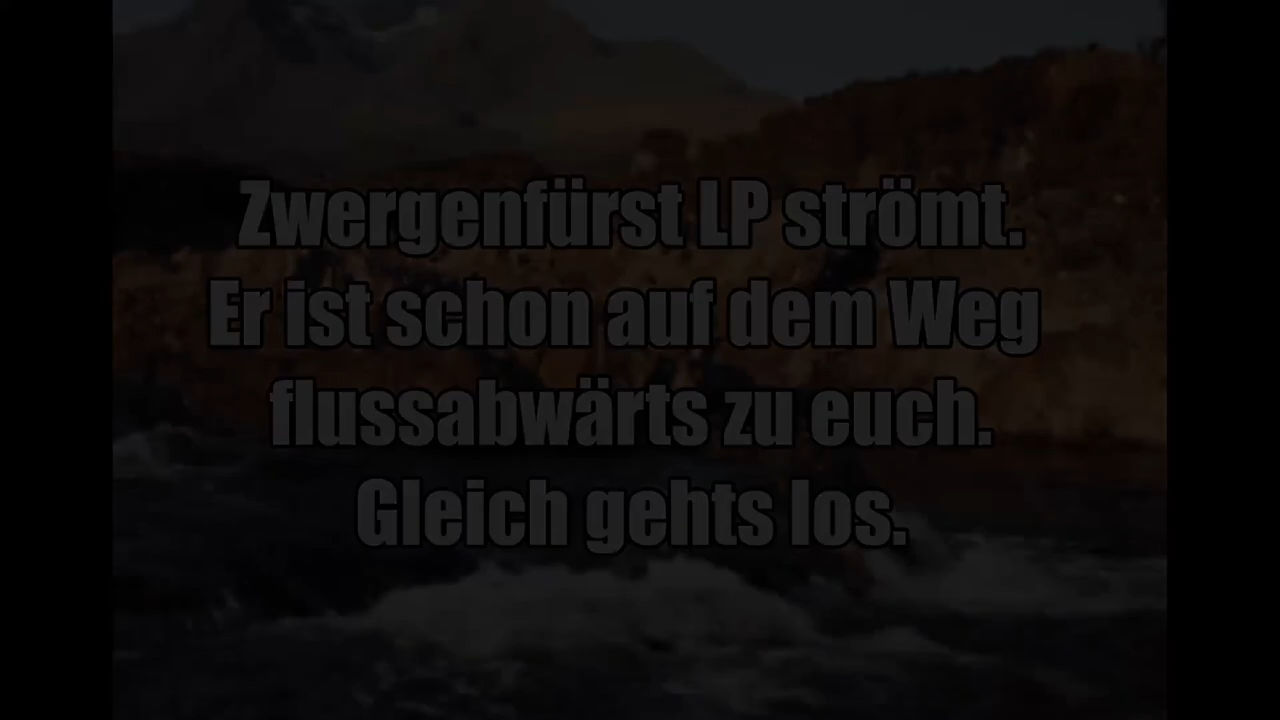 Zwergenfürst LP strömt.
Er ist schon auf dem Weg
flussabwärts zu euch.
Gleich gehts los.